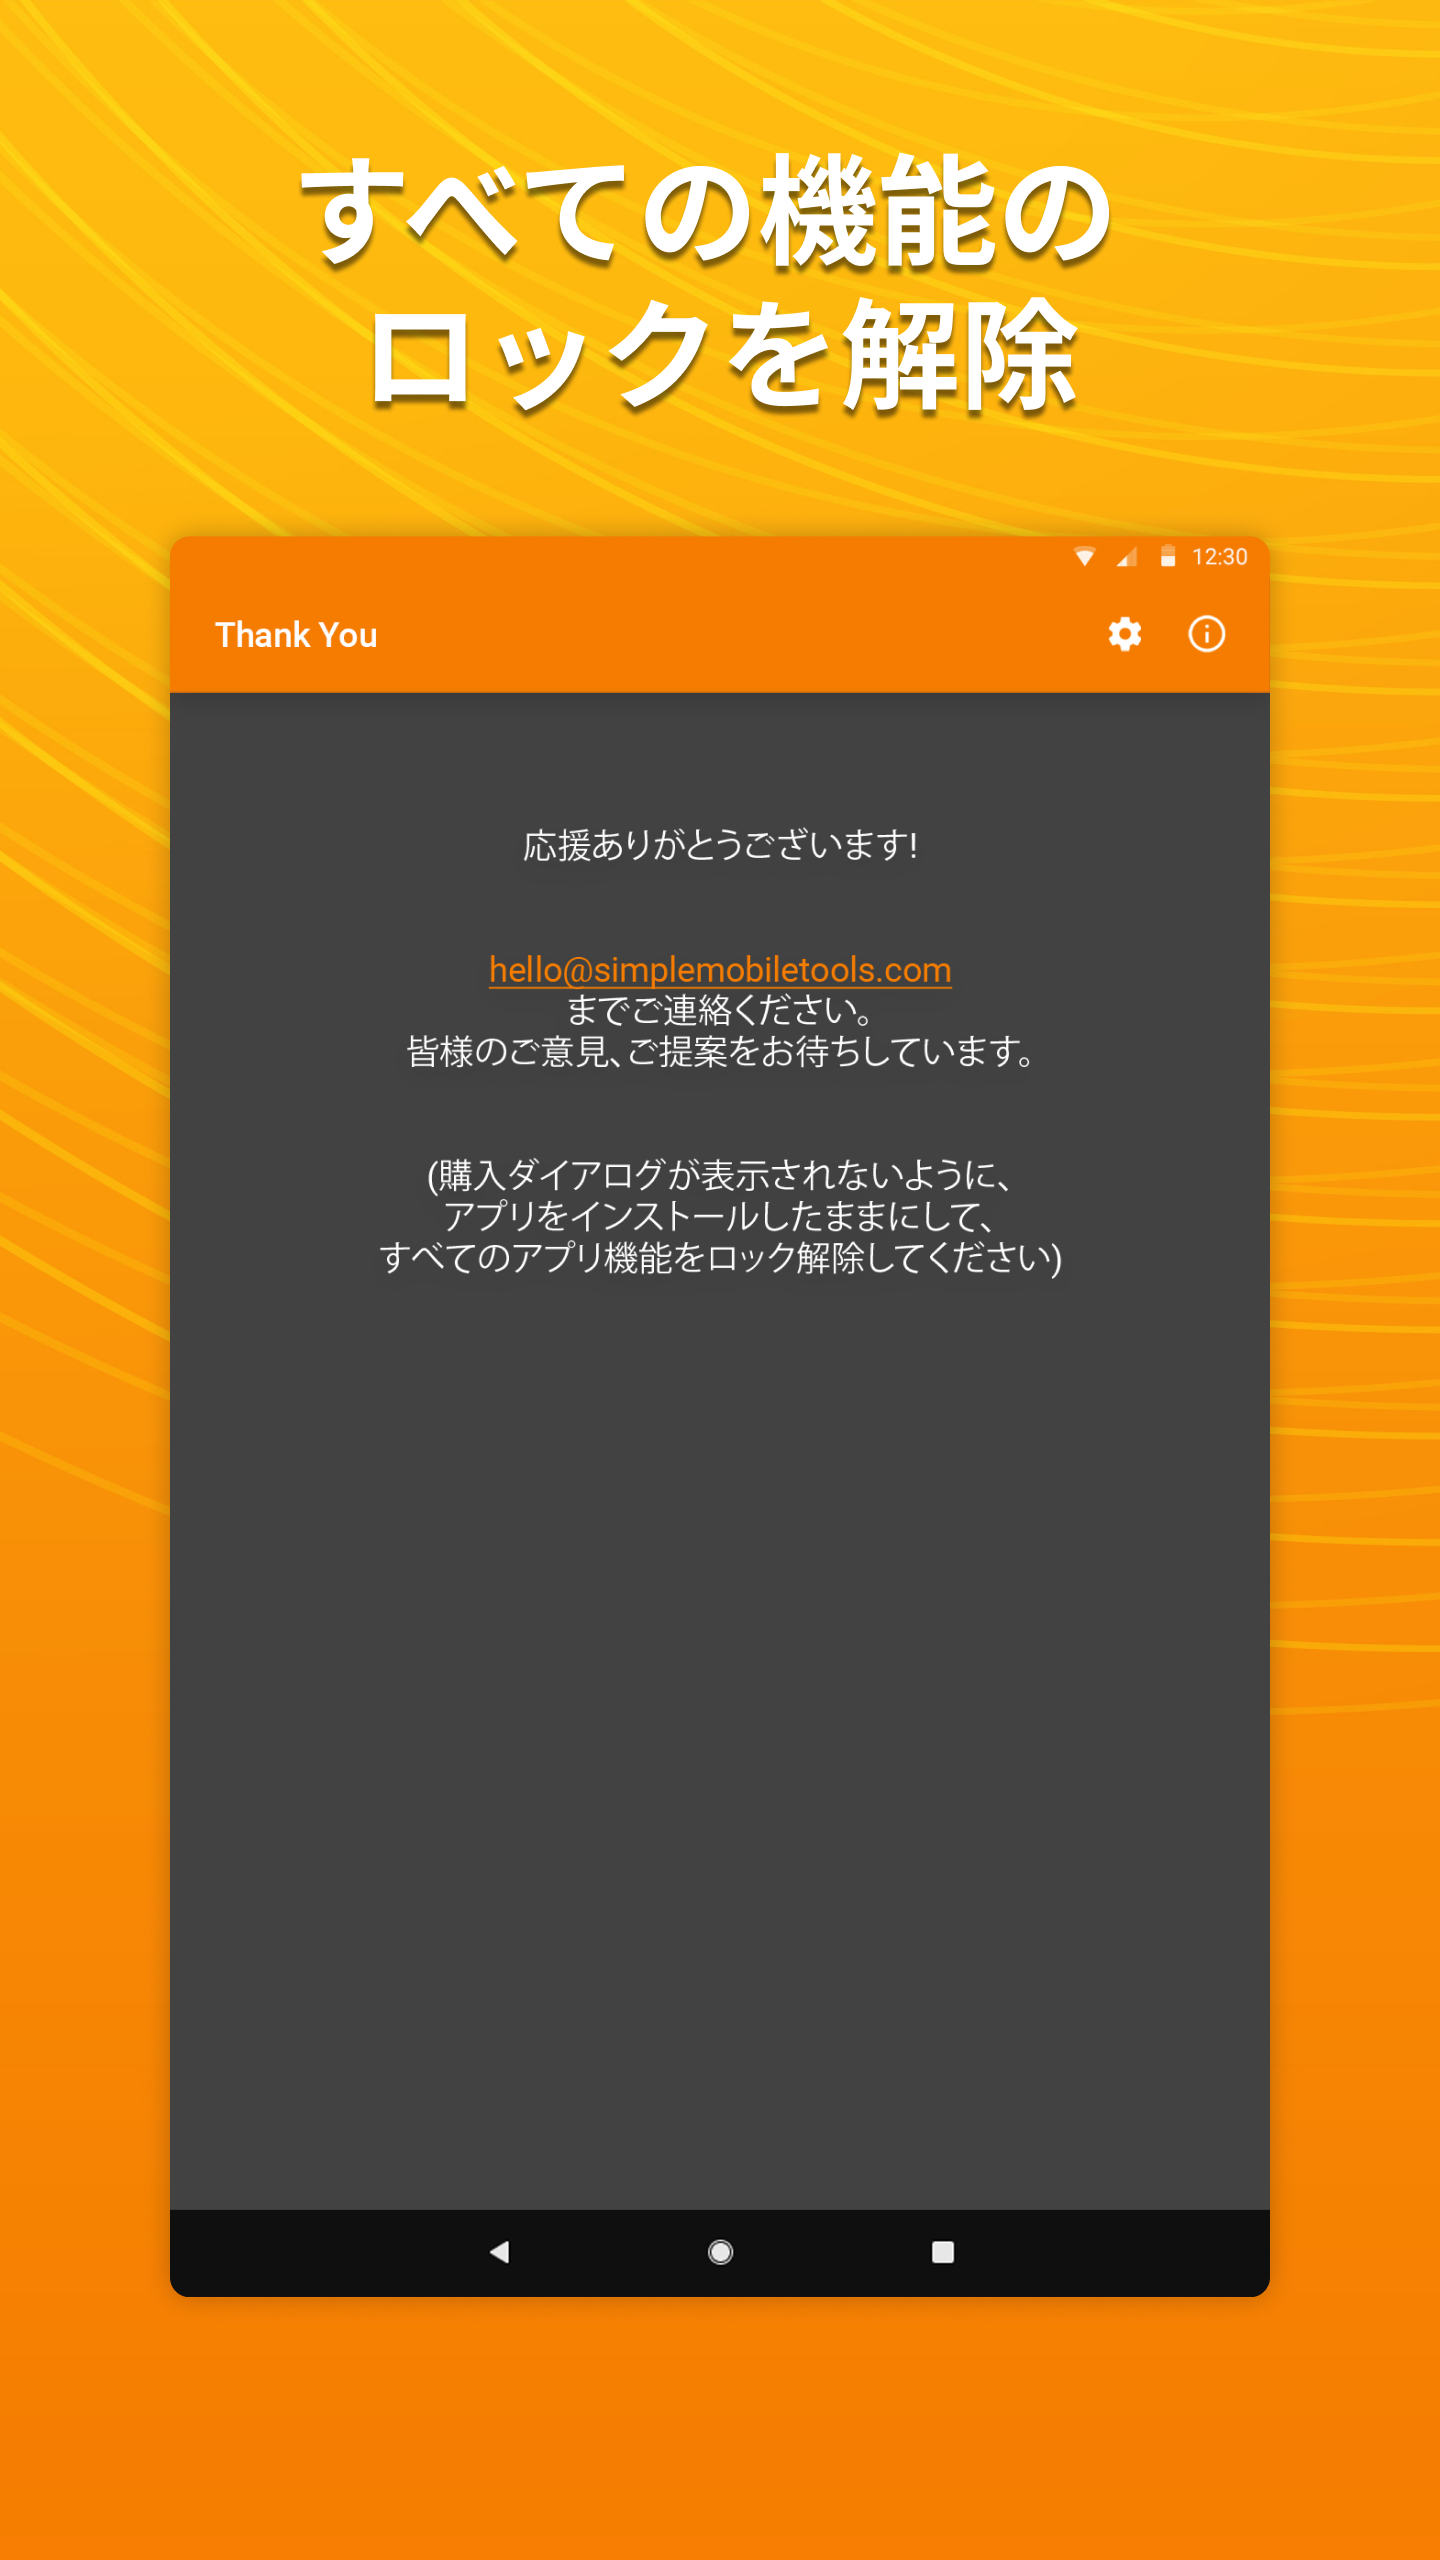 すべての機能の
ロックを解除
12:30
Thank You
応援ありがとうございます!
hello@simplemobiletools.com
までご連絡ください。
皆様のご意見、ご提案をお待ちしています。
(購入ダイアログが表示されないように、
アプリをインストールしたままにして、
すべてのアプリ機能をロック解除してください)